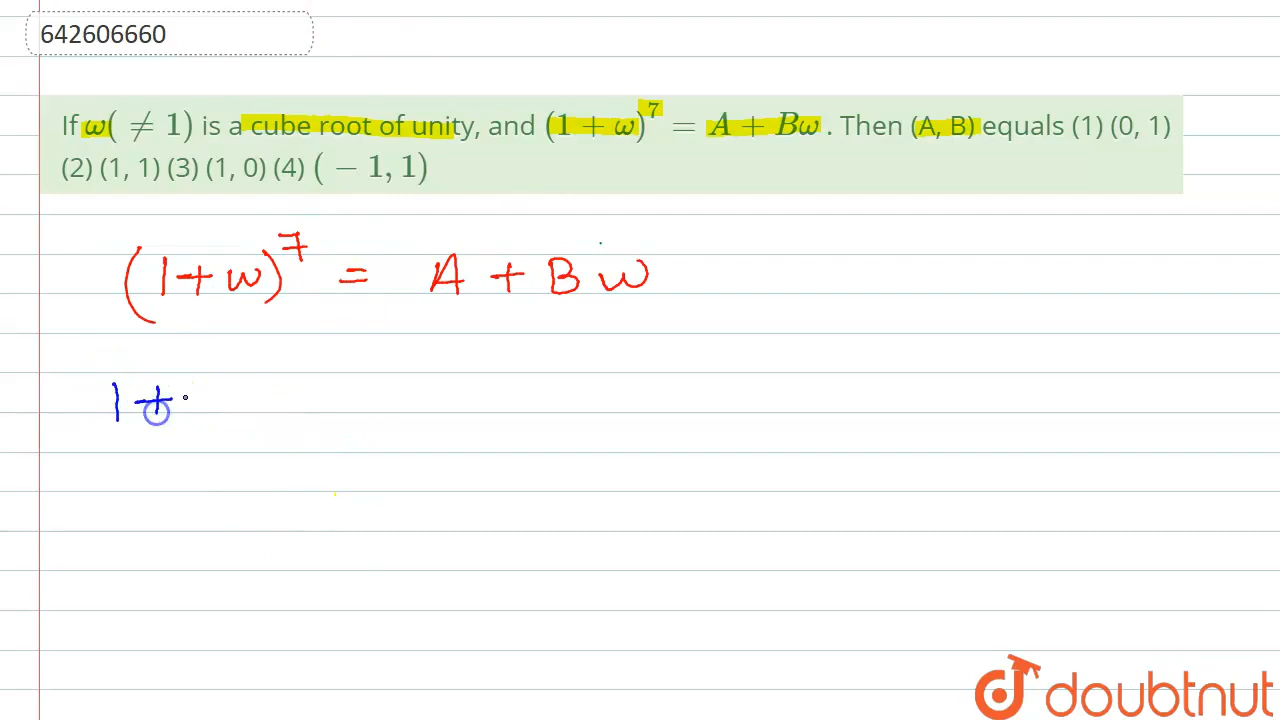 642606660
If ω(≠1) is a cube root of unity, and (1+ω)^7 = A+Bω. Then (A, B) equals (1) (0, 1)
(2) (1, 1) (3) (1, 0) (4) (−1,1)
(1+ω)^7 = A + Bω
1+
doubtnut